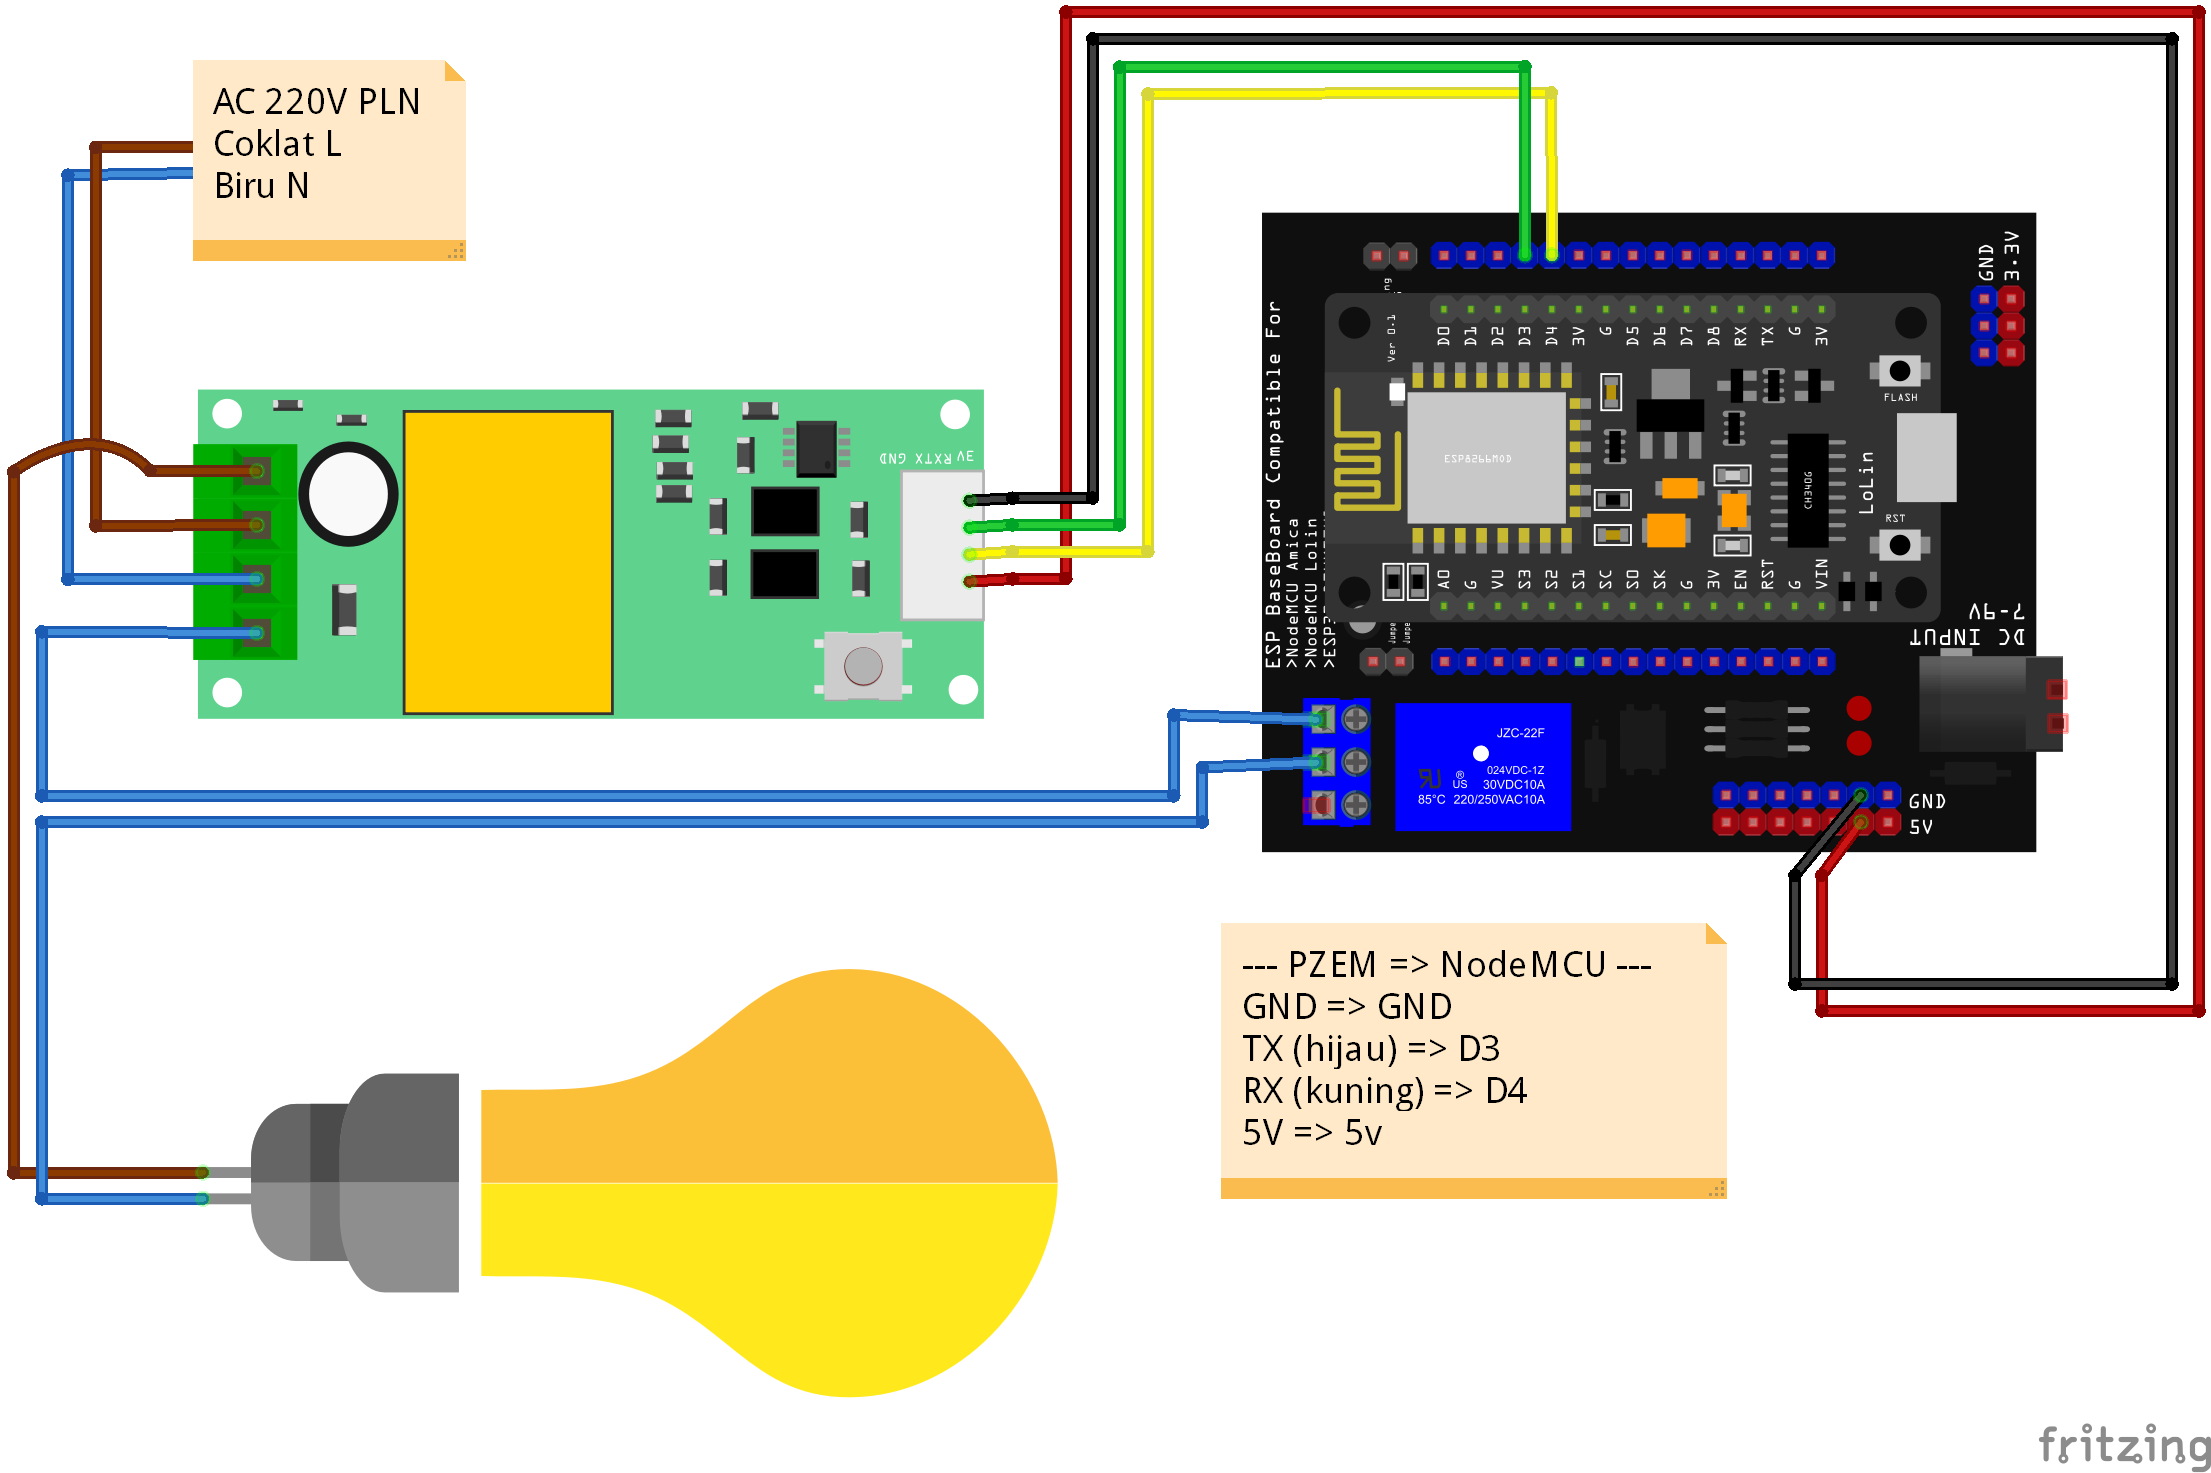 AC 220V PLN
Coklat L
Biru N
3V RXTX GND
ESP BaseBoard Compatible For
>NodeMCU Amica
>NodeMCU Lolin
Ver 0.1
GND
3.3V
D0
D1
D2
D3
D4
3V
G
D5
D6
D7
D8
RX
TX
G
3V
FLASH
ESP8266MOD
CH340G
LoLin
RST
A0
G
VU
S3
S2
S1
SC
S0
SK
G
3V
EN
RST
G
VIN
DC INPUT
7-9V
JZC-22F
024VDC-1Z
® US 30VDC10A
85°C 220/250VAC10A
GND
5V
--- PZEM => NodeMCU ---
GND => GND
TX (hijau) => D3
RX (kuning) => D4
5V => 5v
fritzing